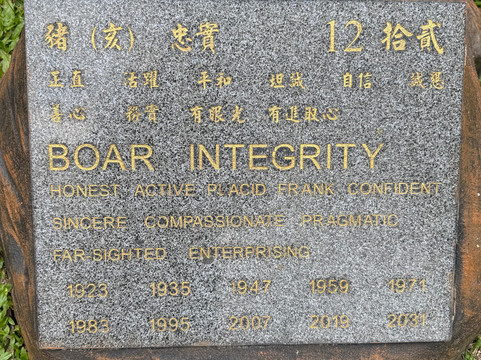 豬 (亥) 忠實 12 拾貳
正直 活躍 平和 坦誠 自信 誠懇
善心 務實 有眼光 有進取心
BOAR INTEGRITY
HONEST ACTIVE PLACID FRANK CONFIDENT
SINCERE COMPASSIONATE PRAGMATIC
FAR-SIGHTED ENTERPRISING
1923 1935 1947 1959 1971
1983 1995 2007 2019 2031